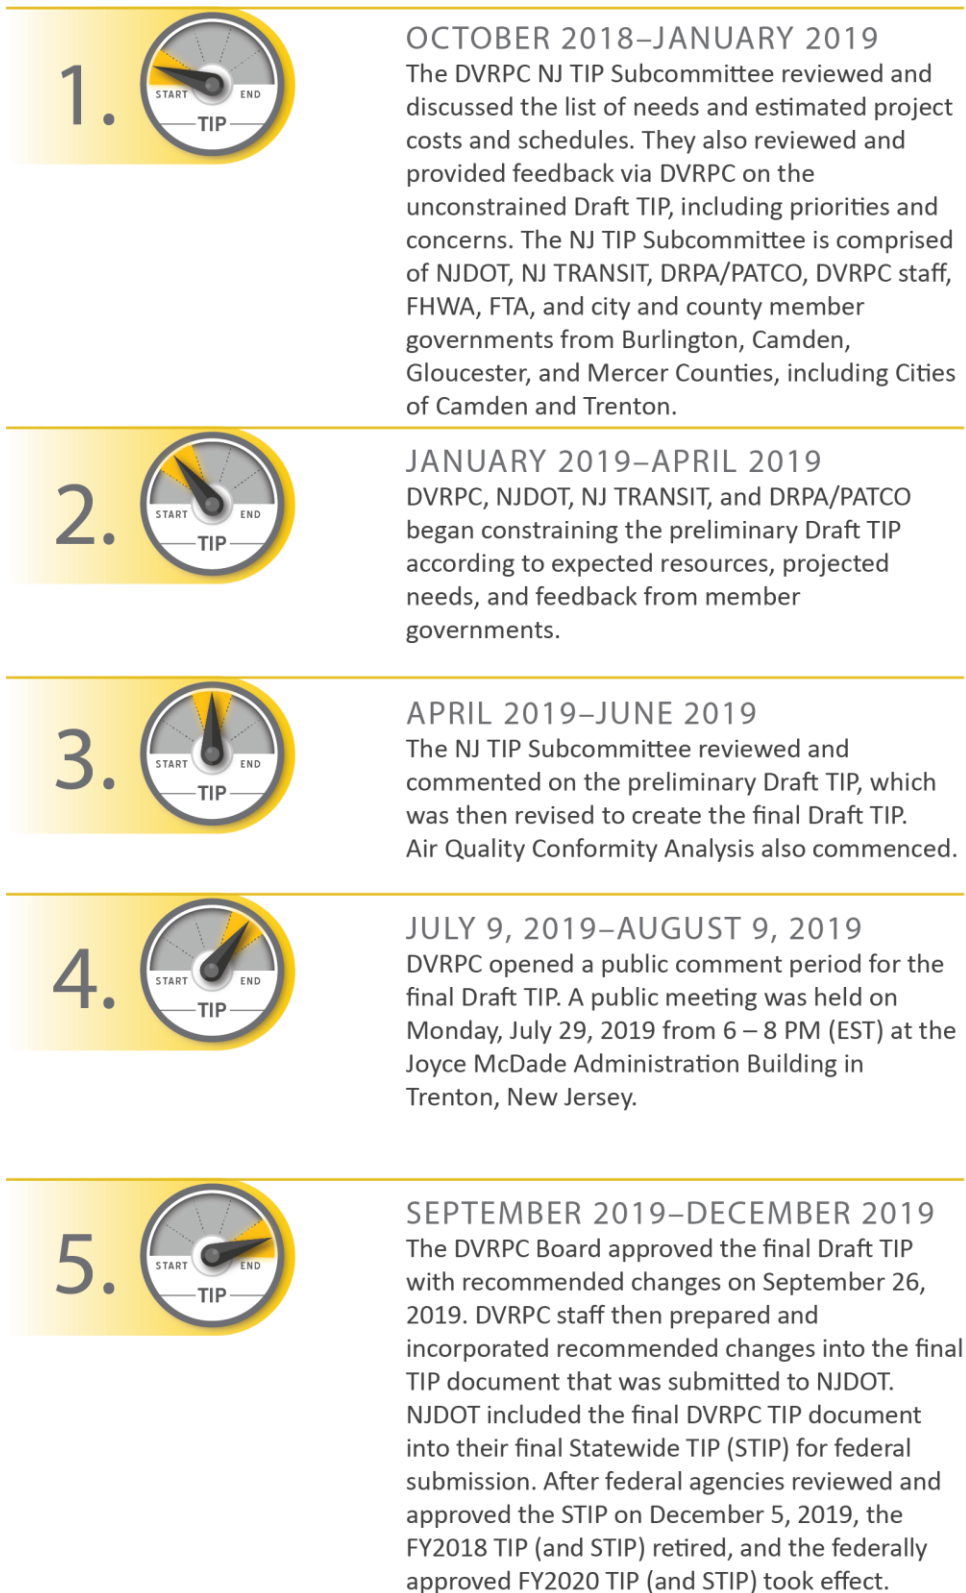 1.
START
END
TIP
OCTOBER 2018–JANUARY 2019
The DVRPC NJ TIP Subcommittee reviewed and
discussed the list of needs and estimated project
costs and schedules. They also reviewed and
provided feedback via DVRPC on the
unconstrained Draft TIP, including priorities and
concerns. The NJ TIP Subcommittee is comprised
of NJDOT, NJ TRANSIT, DRPA/PATCO, DVRPC staff,
FHWA, FTA, and city and county member
governments from Burlington, Camden,
Gloucester, and Mercer Counties, including Cities
of Camden and Trenton.
2.
START
END
TIP
JANUARY 2019–APRIL 2019
DVRPC, NJDOT, NJ TRANSIT, and DRPA/PATCO
began constraining the preliminary Draft TIP
according to expected resources, projected
needs, and feedback from member
governments.
3.
START
END
TIP
APRIL 2019–JUNE 2019
The NJ TIP Subcommittee reviewed and
commented on the preliminary Draft TIP, which
was then revised to create the final Draft TIP.
Air Quality Conformity Analysis also commenced.
4.
START
END
TIP
JULY 9, 2019–AUGUST 9, 2019
DVRPC opened a public comment period for the
final Draft TIP. A public meeting was held on
Monday, July 29, 2019 from 6 – 8 PM (EST) at the
Joyce McDade Administration Building in
Trenton, New Jersey.
5.
START
END
TIP
SEPTEMBER 2019–DECEMBER 2019
The DVRPC Board approved the final Draft TIP
with recommended changes on September 26,
2019. DVRPC staff then prepared and
incorporated recommended changes into the final
TIP document that was submitted to NJDOT.
NJDOT included the final DVRPC TIP document
into their final Statewide TIP (STIP) for federal
submission. After federal agencies reviewed and
approved the STIP on December 5, 2019, the
FY2018 TIP (and STIP) retired, and the federally
approved FY2020 TIP (and STIP) took effect.